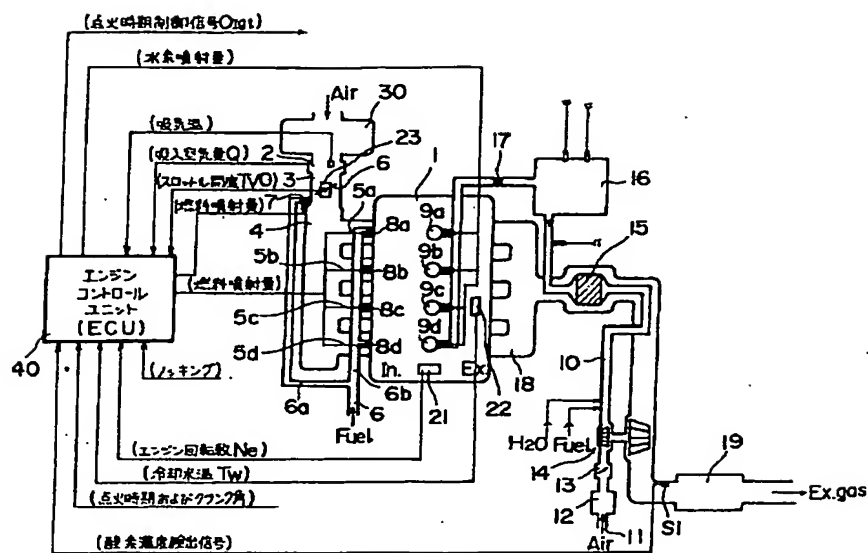 (点火時期制御信号Qigt)
(水系噴射量)
Air
30
(吸気温)
23
(吸入空気量Q)
2
6
1
17
(スロットル開度TVO)
3
5a
16
(燃料噴射量)
7
8a
9a
4
5b
8b
9b
15
エンジン
コントロール
ユニット
(ECU)
(燃料噴射量)
5c
8c
9c
5d
8d
9d
10
40
In.
Ex.
18
(ノッキング)
6a
6b
21
22
6
Fuel
H2O
Fuel
(エンジン回転数Ne)
14
19
(冷却水温Tw)
13
(点火時期およびクランク角)
12
S1
Ex.gas
11
(酸素濃度検出信号)
Air